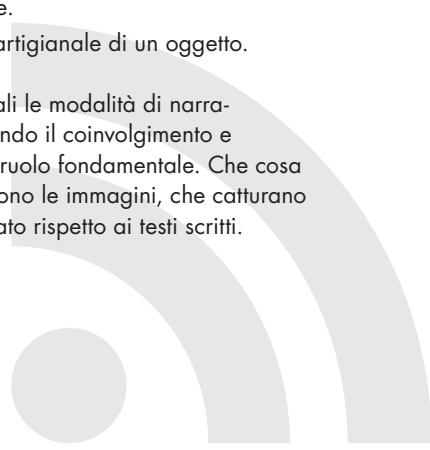 e.
artigianale di un oggetto.
ali le modalità di narra-
ndo il coinvolgimento e
ruolo fondamentale. Che cosa
ono le immagini, che catturano
ato rispetto ai testi scritti.